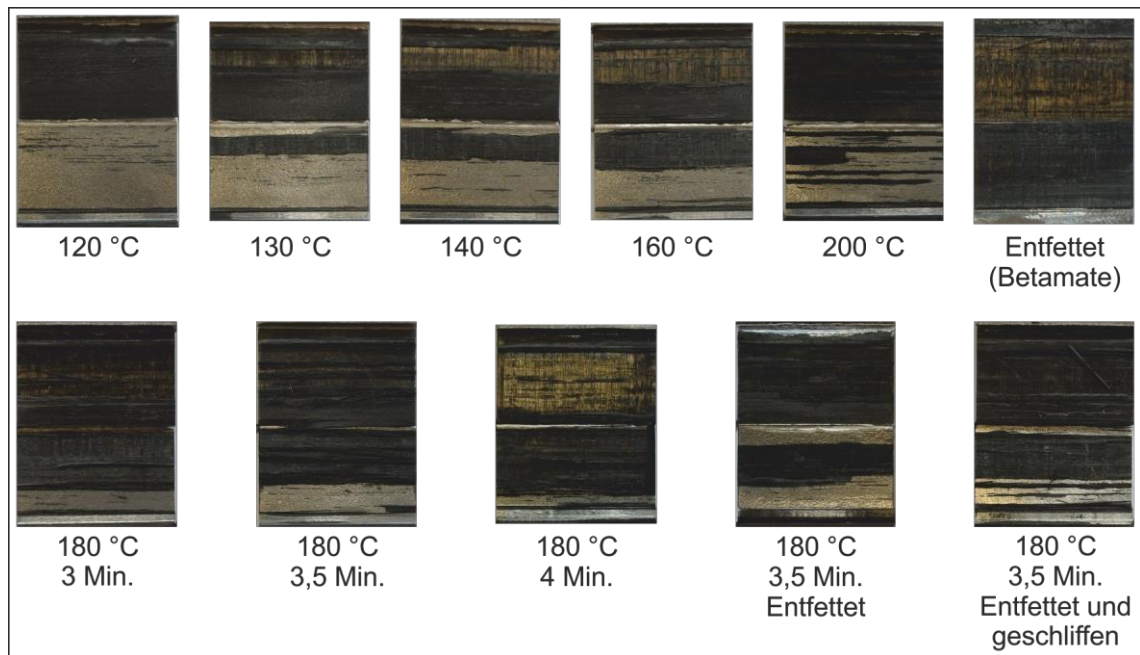 120 °C
130 °C
140 °C
160 °C
200 °C
Entfettet
(Betamate)
180 °C
3 Min.
180 °C
3,5 Min.
180 °C
4 Min.
180 °C
3,5 Min.
Entfettet
180 °C
3,5 Min.
Entfettet und
geschliffen